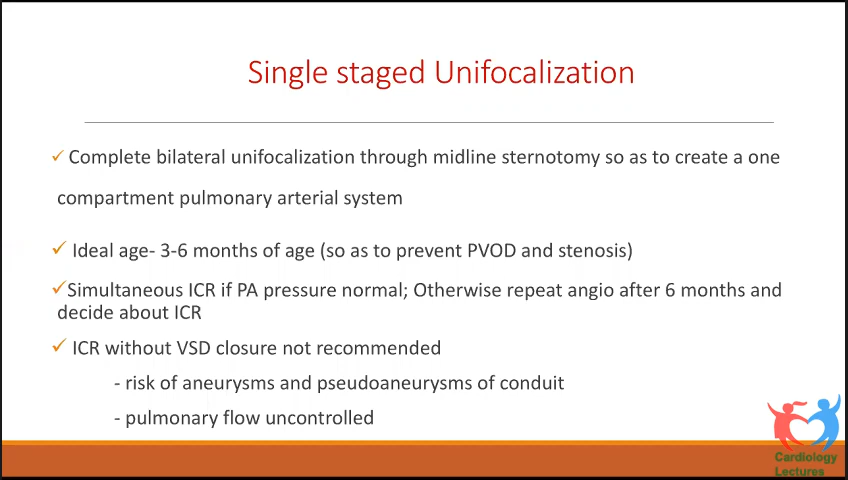 Single staged Unifocalization
✓ Complete bilateral unifocalization through midline sternotomy so as to create a one
compartment pulmonary arterial system
✓ Ideal age- 3-6 months of age (so as to prevent PVOD and stenosis)
✓Simultaneous ICR if PA pressure normal; Otherwise repeat angio after 6 months and
decide about ICR
✓ ICR without VSD closure not recommended
- risk of aneurysms and pseudoaneurysms of conduit
- pulmonary flow uncontrolled
Cardiology
Lectures